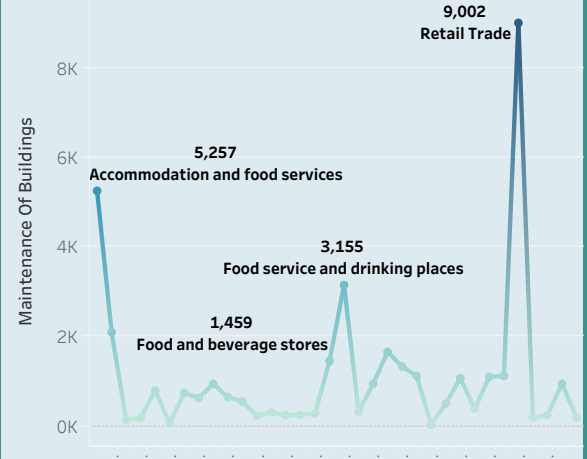 9,002
Retail Trade
8K
6K
5,257
Accommodation and food services
4K
3,155
Food service and drinking places
1,459
Food and beverage stores
2K
0K
Maintenance Of Buildings